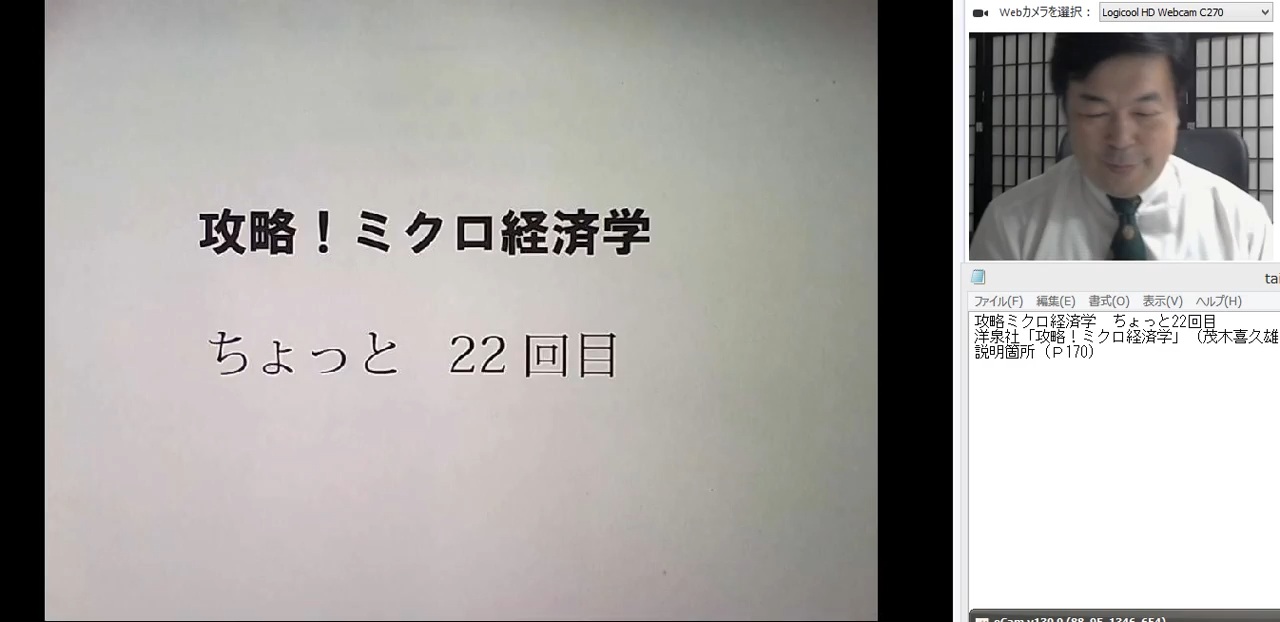 攻略！ミクロ経済学
ちょっと　22回目
Webカメラを選択： Logicool HD Webcam C270
ファイル(F) 編集(E) 書式(O) 表示(V) ヘルプ(H)
攻略ミクロ経済学　ちょっと22回目
洋泉社「攻略！ミクロ経済学」（茂木喜久雄
説明箇所（Ｐ170）